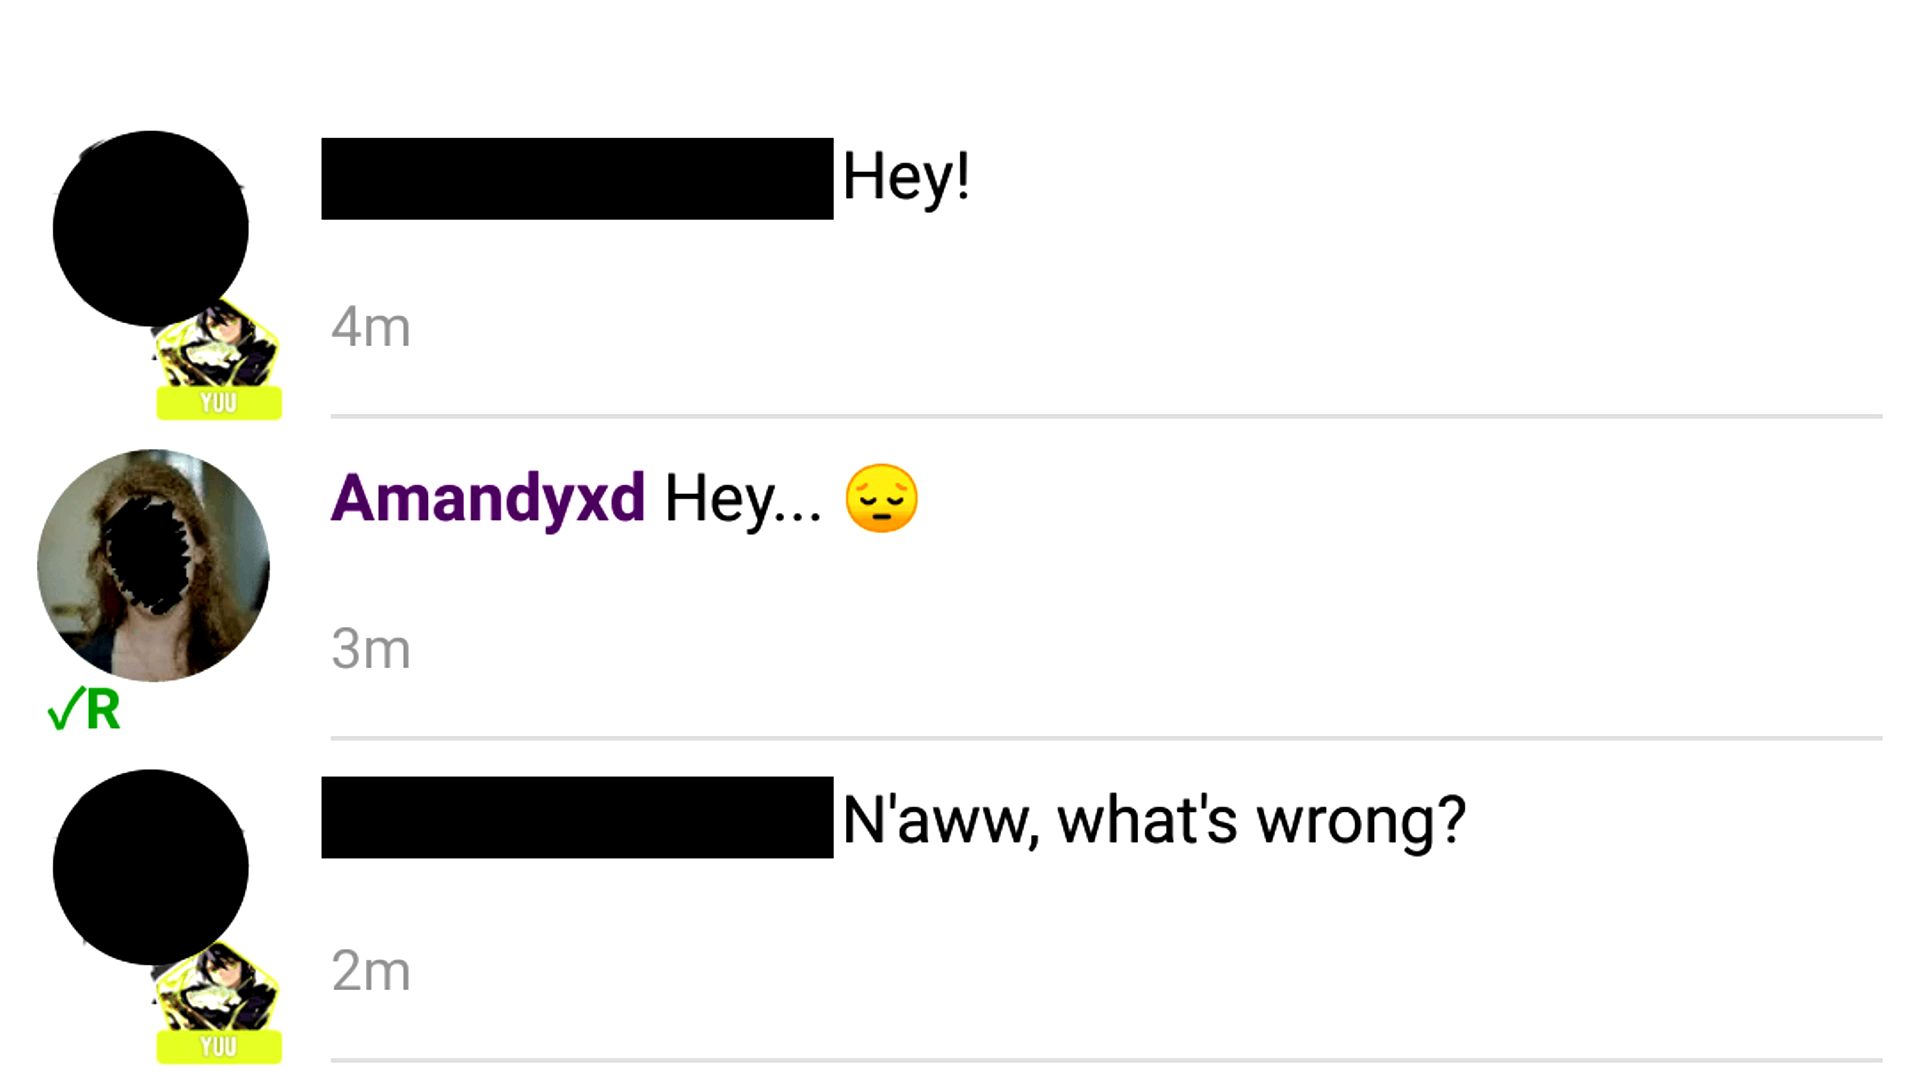 Hey!
4m
YUU
Amandyxd Hey... 😔
3m
✓R
N'aww, what's wrong?
2m
YUU